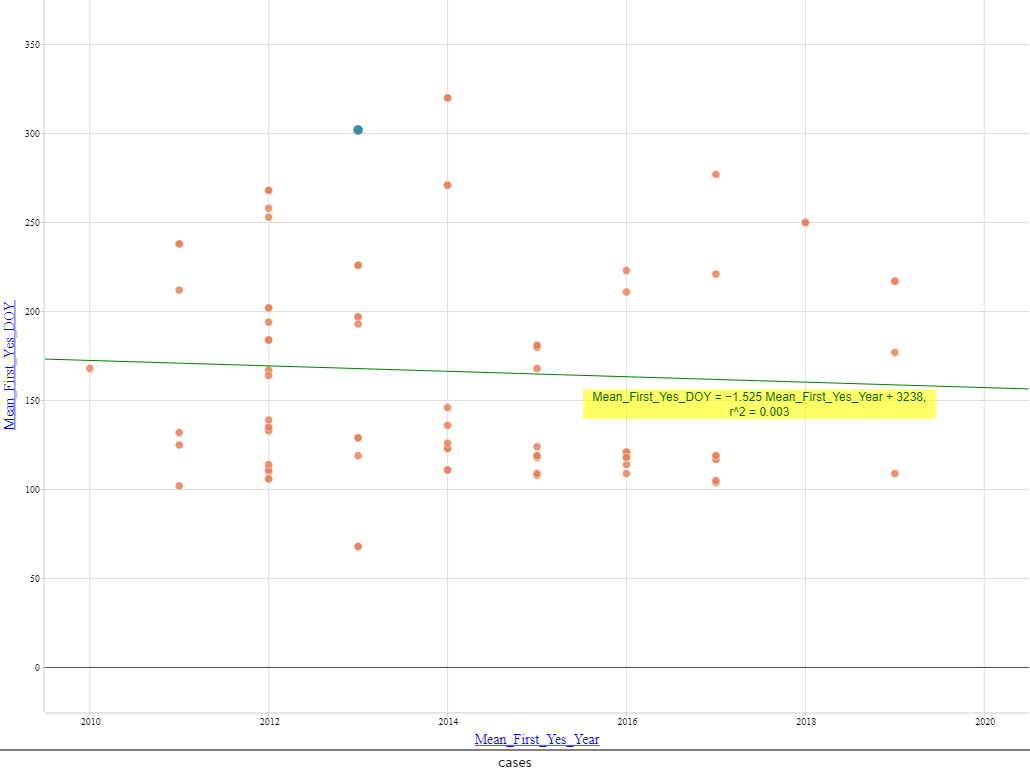 350
300
250
200
150
100
50
0
Mean_First_Yes_DOY
Mean_First_Yes_DOY = −1.525 Mean_First_Yes_Year + 3238,
r^2 = 0.003
2010 2012 2014 2016 2018 2020
Mean_First_Yes_Year
cases